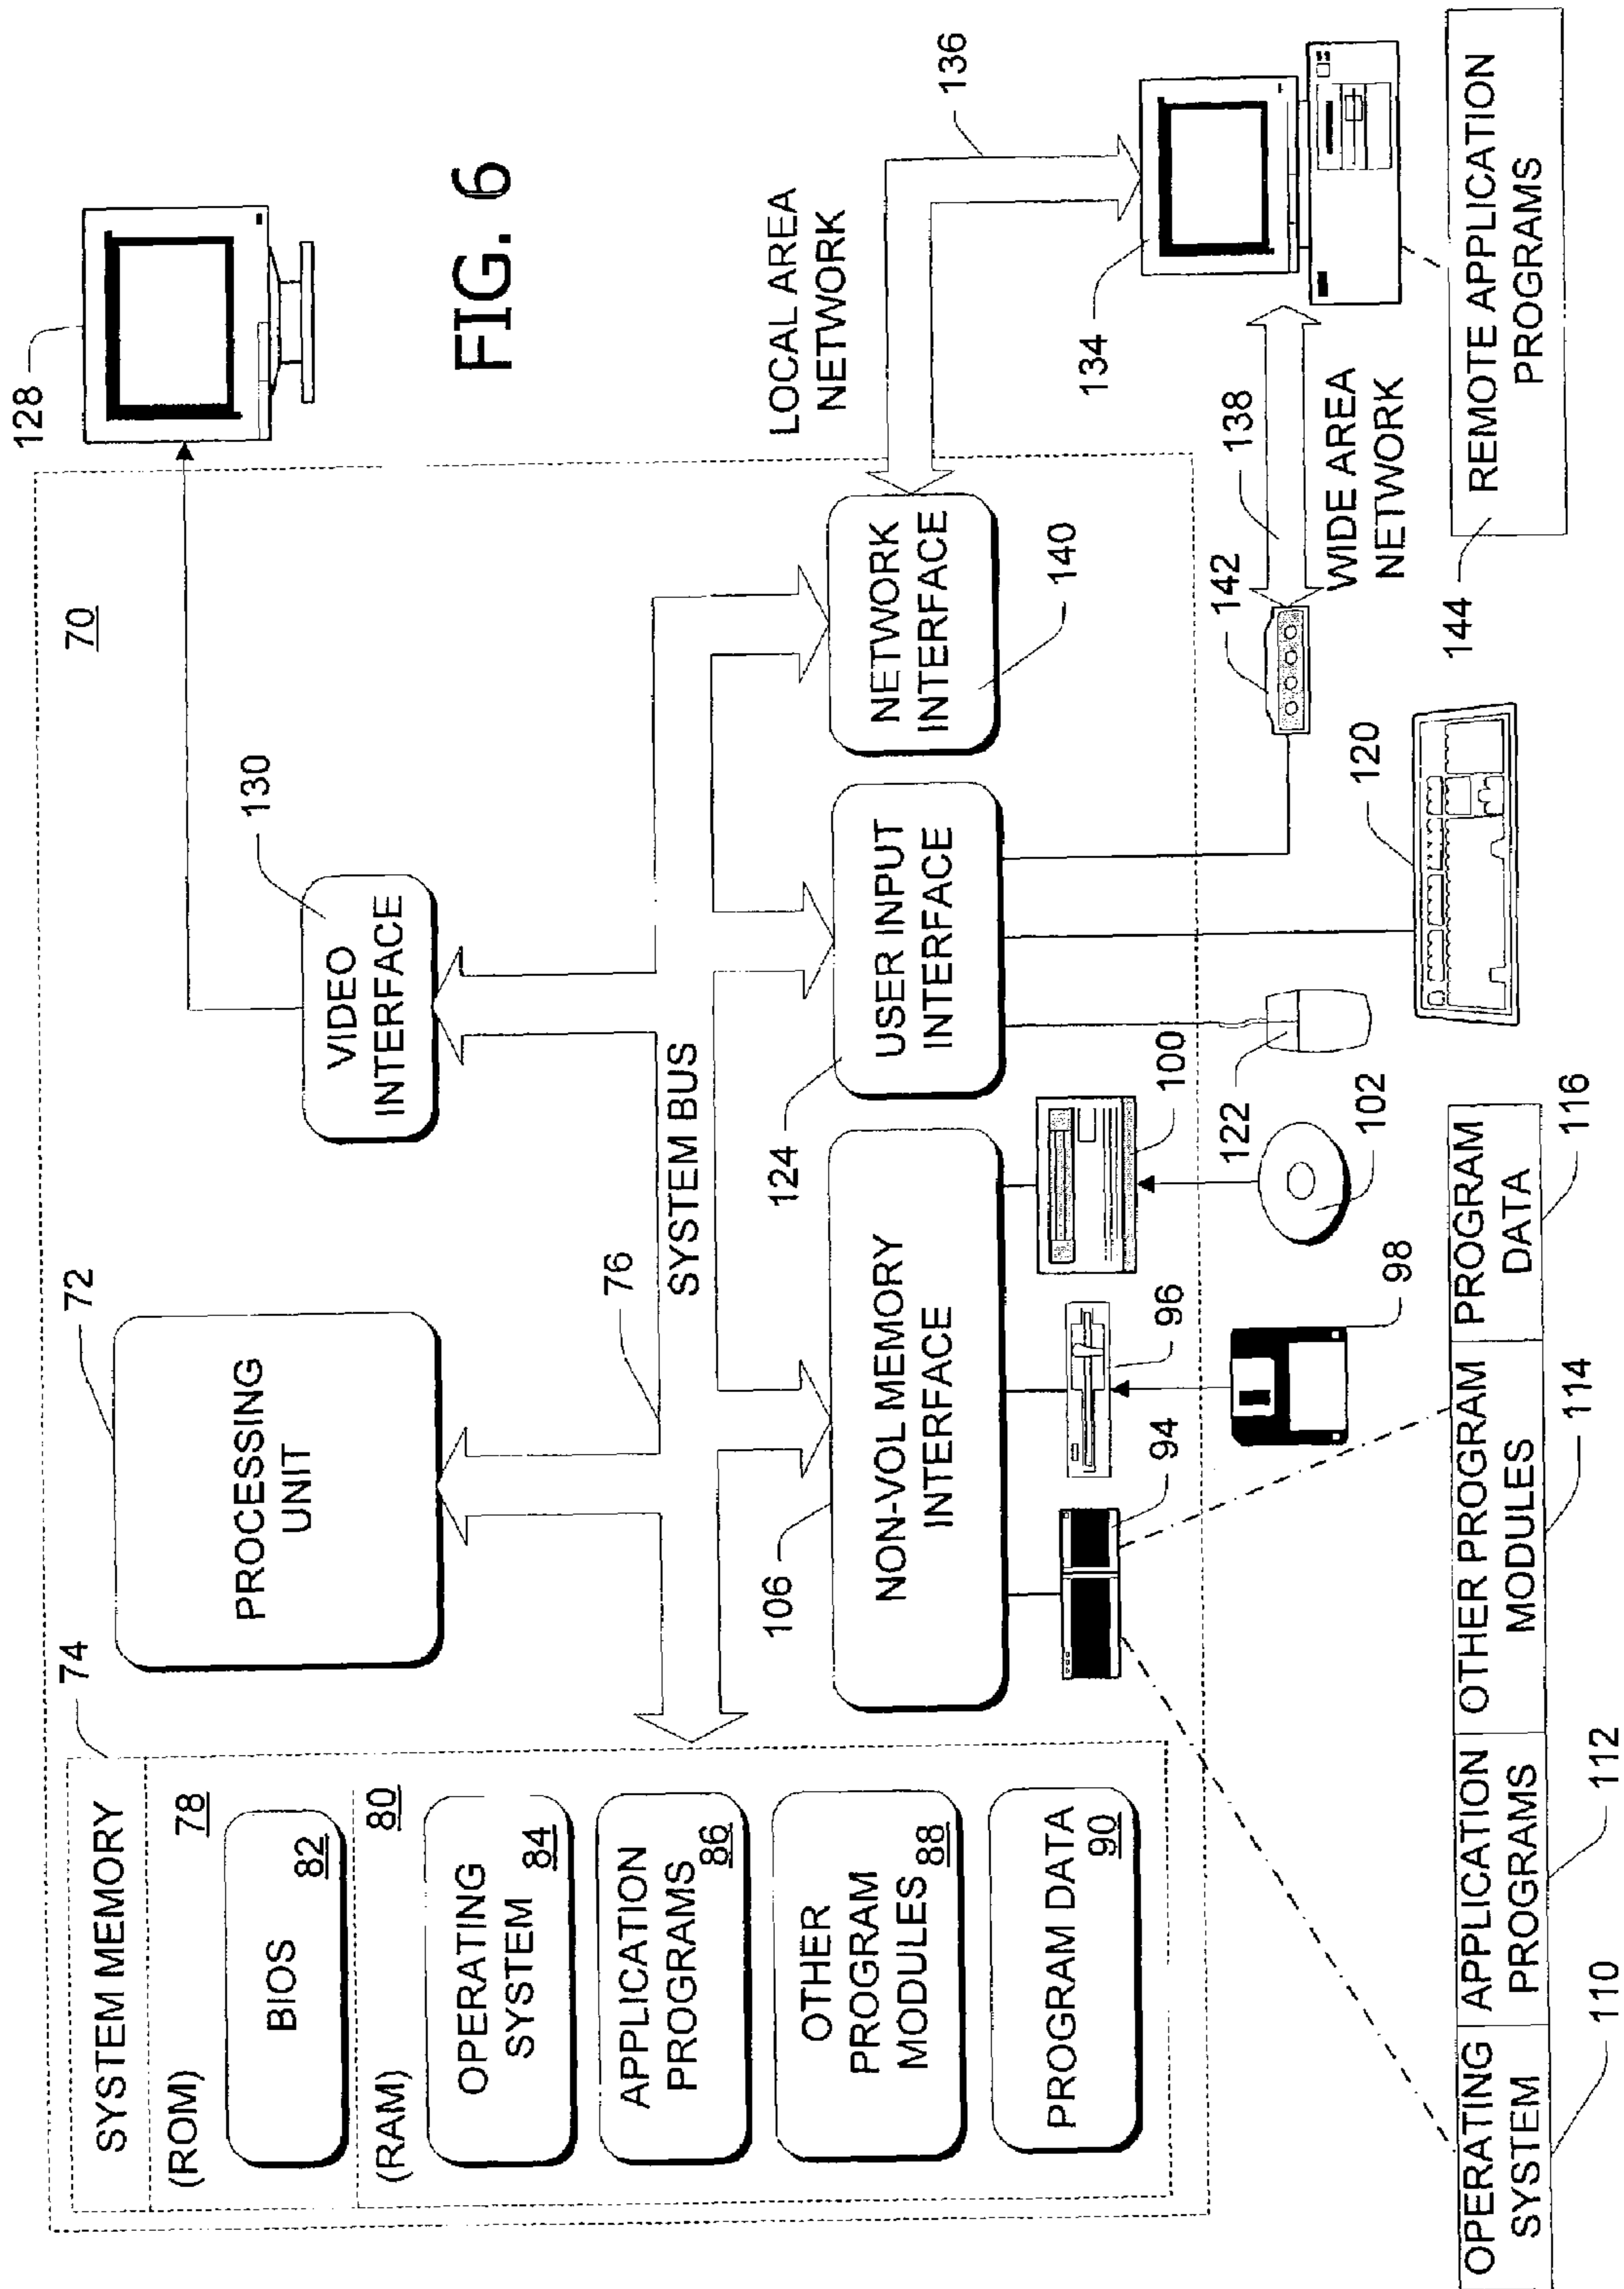 70
128
FIG. 6
SYSTEM MEMORY
74
(ROM)
78
BIOS
82
(RAM)
80
OPERATING
SYSTEM
84
APPLICATION
PROGRAMS
86
OTHER
PROGRAM
MODULES
88
PROGRAM DATA
90
72
PROCESSING
UNIT
130
VIDEO
INTERFACE
76
SYSTEM BUS
106
NON-VOL MEMORY
INTERFACE
124
USER INPUT
INTERFACE
NETWORK
INTERFACE
140
LOCAL AREA
NETWORK
136
94
96
100
98
102
122
120
142
138
WIDE AREA
NETWORK
134
OPERATING
SYSTEM
110
APPLICATION
PROGRAMS
112
OTHER PROGRAM
MODULES
114
PROGRAM
DATA
116
144
REMOTE APPLICATION
PROGRAMS